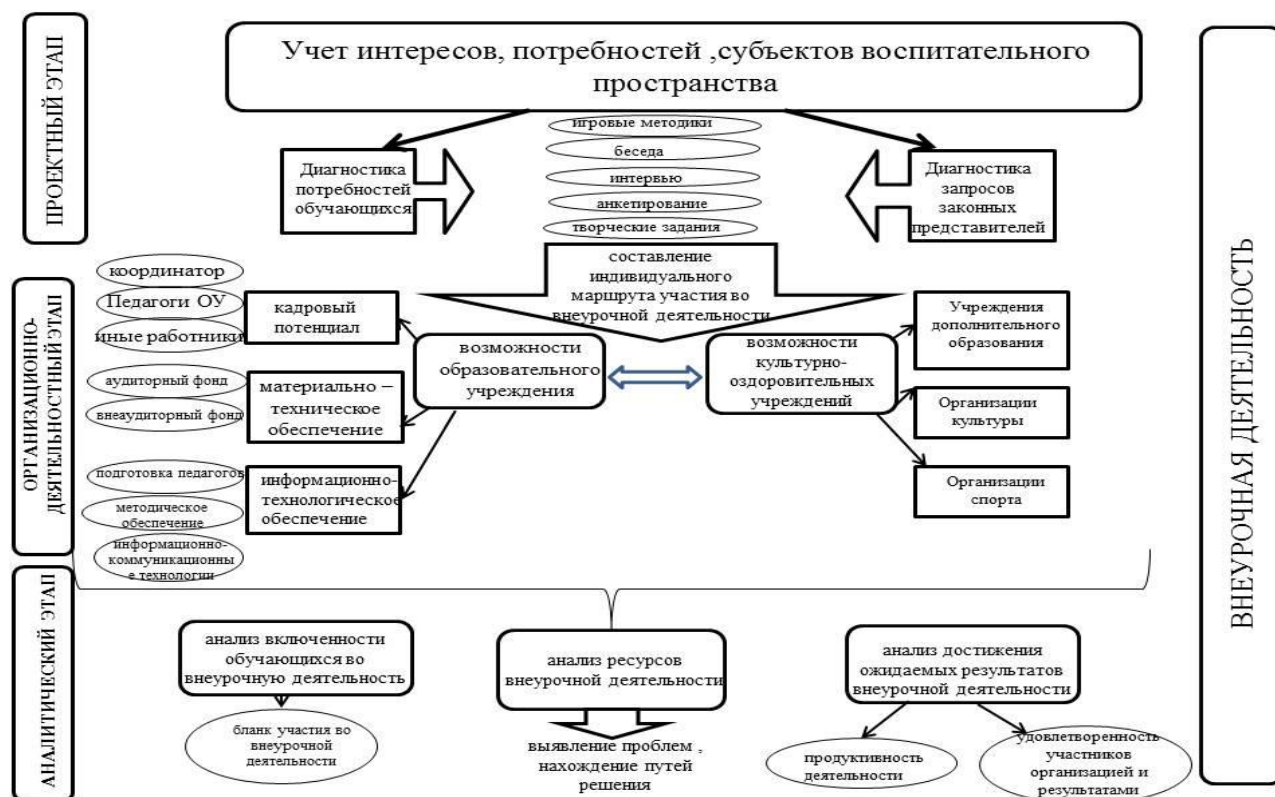 ПРОЕКТНЫЙ ЭТАП
Учет интересов, потребностей ,субъектов воспитательного
пространства
игровые методики
беседа
интервью
анкетирование
творческие задания
Диагностика
потребностей
обучающихся
Диагностика
запросов
законных
представителей
составление
индивидуального
маршрута участия во
внеурочной деятельности
ОРГАНИЗАЦИОННО-
ДЕЯТЕЛЬНОСТНЫЙ ЭТАП
координатор
Педагоги ОУ
иные работники
кадровый
потенциал
аудиторный фонд
внеаудиторный фонд
материально –
техническое
обеспечение
подготовка педагогов
методическое
обеспечение
информационно-
коммуникационны
е технологии
информационно-
технологическое
обеспечение
возможности
образовательного
учреждения
возможности
культурно-
оздоровительных
учреждений
Учреждения
дополнительного
образования
Организации
культуры
Организации
спорта
АНАЛИТИЧЕСКИЙ ЭТАП
анализ включенности
обучающихся во
внеурочную деятельность
бланк участия во
внеурочной
деятельности
анализ ресурсов
внеурочной деятельности
выявление проблем ,
нахождение путей
решения
анализ достижения
ожидаемых результатов
внеурочной деятельности
продуктивность
деятельности
удовлетворенность
участников
организацией и
результатами
ВНЕУРОЧНАЯ ДЕЯТЕЛЬНОСТЬ